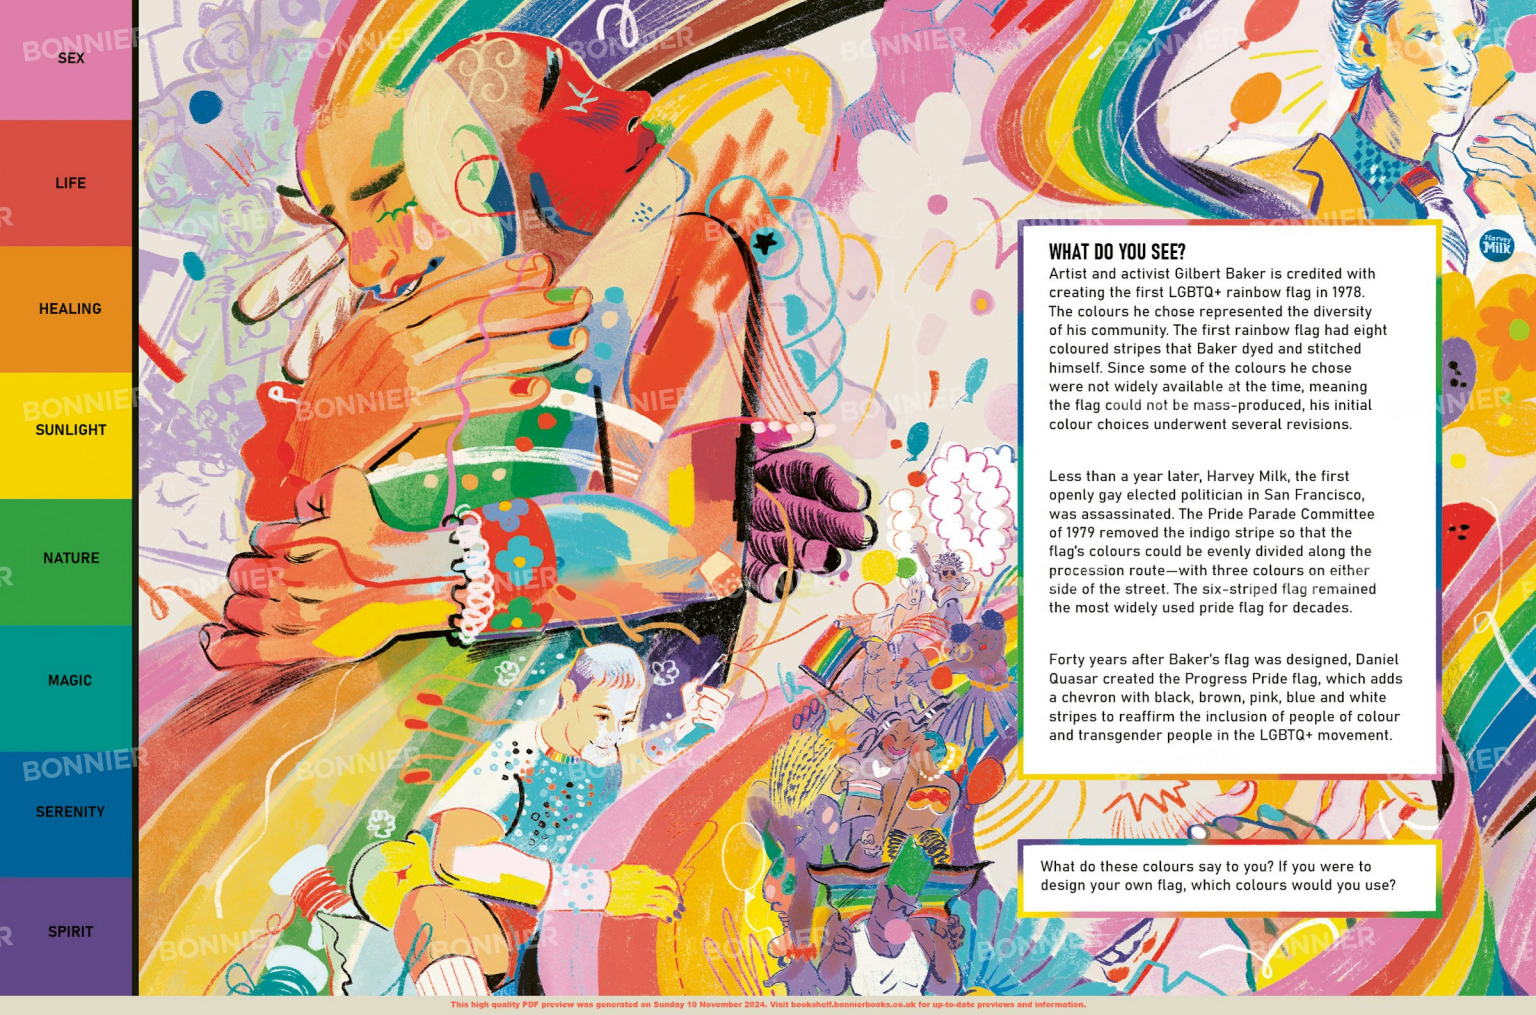 SEX
LIFE
HEALING
SUNLIGHT
NATURE
MAGIC
SERENITY
SPIRIT
Harvey
Milk
WHAT DO YOU SEE?
Artist and activist Gilbert Baker is credited with
creating the first LGBTQ+ rainbow flag in 1978.
The colours he chose represented the diversity
of his community. The first rainbow flag had eight
coloured stripes that Baker dyed and stitched
himself. Since some of the colours he chose
were not widely available at the time, meaning
the flag could not be mass-produced, his initial
colour choices underwent several revisions.
Less than a year later, Harvey Milk, the first
openly gay elected politician in San Francisco,
was assassinated. The Pride Parade Committee
of 1979 removed the indigo stripe so that the
flag's colours could be evenly divided along the
procession route—with three colours on either
side of the street. The six-striped flag remained
the most widely used pride flag for decades.
Forty years after Baker's flag was designed, Daniel
Quasar created the Progress Pride flag, which adds
a chevron with black, brown, pink, blue and white
stripes to reaffirm the inclusion of people of colour
and transgender people in the LGBTQ+ movement.
What do these colours say to you? If you were to
design your own flag, which colours would you use?
BONNIER
BONNIER
BONNIER
BONNIER
BONNIER
BONNIER
BONNIER
BONNIER
BONNIER
BONNIER
This high quality PDF preview was generated on Sunday 10 November 2024. Visit bookshelf.bonnierbooks.co.uk for up-to-date previews and information.